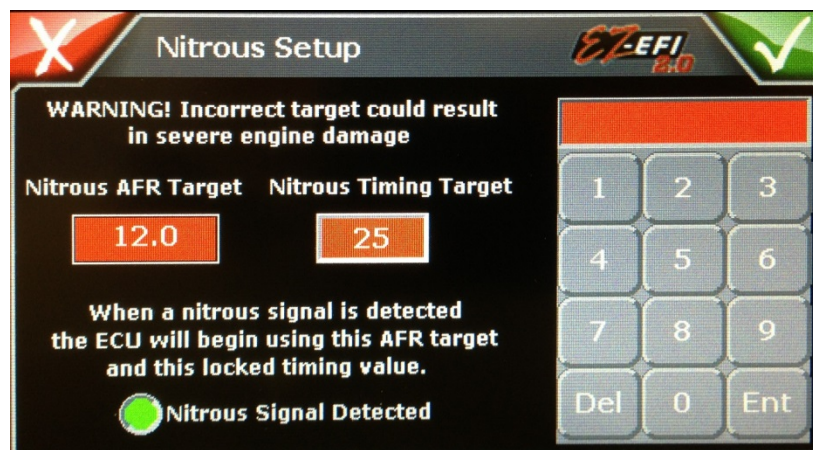 Nitrous Setup
EZ-EFI
2.0
WARNING! Incorrect target could result
in severe engine damage
Nitrous AFR Target
Nitrous Timing Target
12.0
25
When a nitrous signal is detected
the ECU will begin using this AFR target
and this locked timing value.
Nitrous Signal Detected
1 2 3
4 5 6
7 8 9
Del 0 Ent